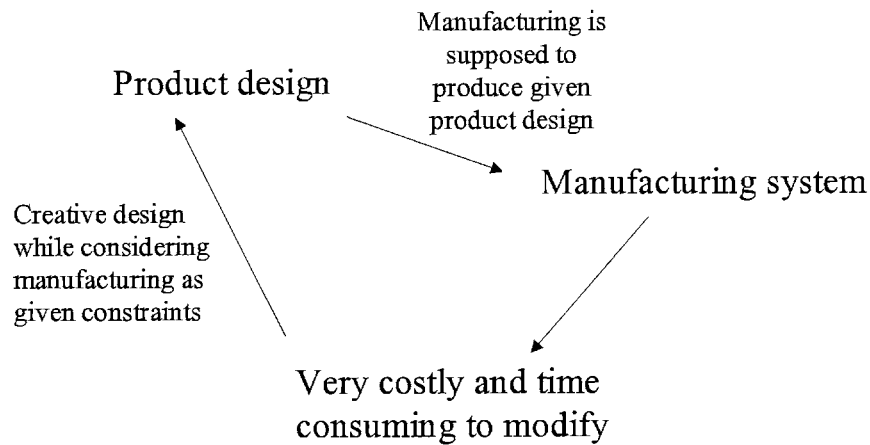 Manufacturing is
supposed to
produce given
product design
Product design
Manufacturing system
Creative design
while considering
manufacturing as
given constraints
Very costly and time
consuming to modify